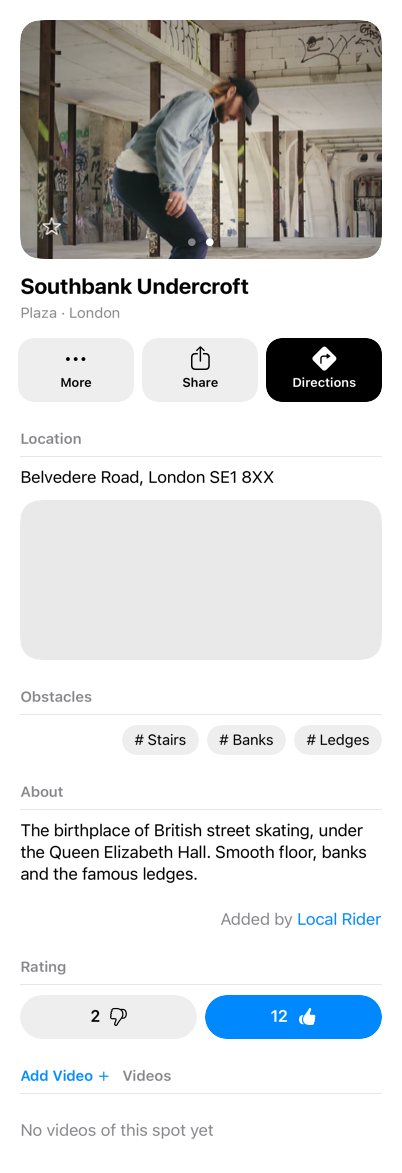 Southbank Undercroft
Plaza · London
More
Share
Directions
Location
Belvedere Road, London SE1 8XX
Obstacles
# Stairs
# Banks
# Ledges
About
The birthplace of British street skating, under
the Queen Elizabeth Hall. Smooth floor, banks
and the famous ledges.
Added by Local Rider
Rating
2
12
Add Video + Videos
No videos of this spot yet